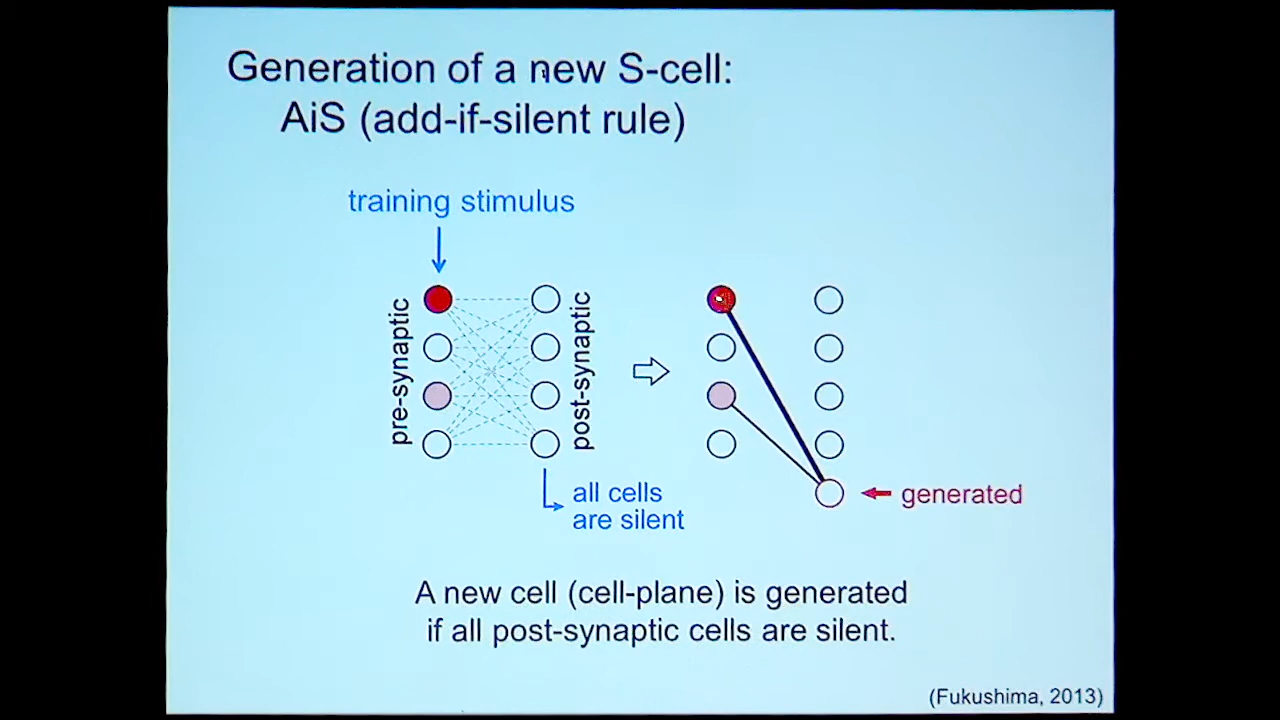 Generation of a new S-cell:
AiS (add-if-silent rule)
training stimulus
pre-synaptic
post-synaptic
all cells
are silent
generated
A new cell (cell-plane) is generated
if all post-synaptic cells are silent.
(Fukushima, 2013)